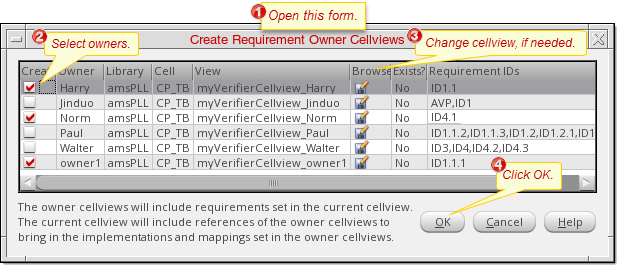 1 Open this form.
2 Select owners.
Create Requirement Owner Cellviews
3 Change cellview, if needed.
Crea Owner Library Cell View Browse Exists? Requirement IDs
Harry amsPLL CP_TB myVerifierCellview_Harry No ID1.1
Jinduo amsPLL CP_TB myVerifierCellview_Jinduo No AVP,ID1
Norm amsPLL CP_TB myVerifierCellview_Norm No ID4.1
Paul amsPLL CP_TB myVerifierCellview_Paul No ID1.1.2,ID1.1.3,ID1.2,ID1.2.1,ID1
Walter amsPLL CP_TB myVerifierCellview_Walter No ID3,ID4,ID4.2,ID4.3
owner1 amsPLL CP_TB myVerifierCellview_owner1 No ID1.1.1
4 Click OK.
The owner cellviews will include requirements set in the current cellview.
The current cellview will include references of the owner cellviews to
bring in the implementations and mappings set in the owner cellviews.
OK Cancel Help